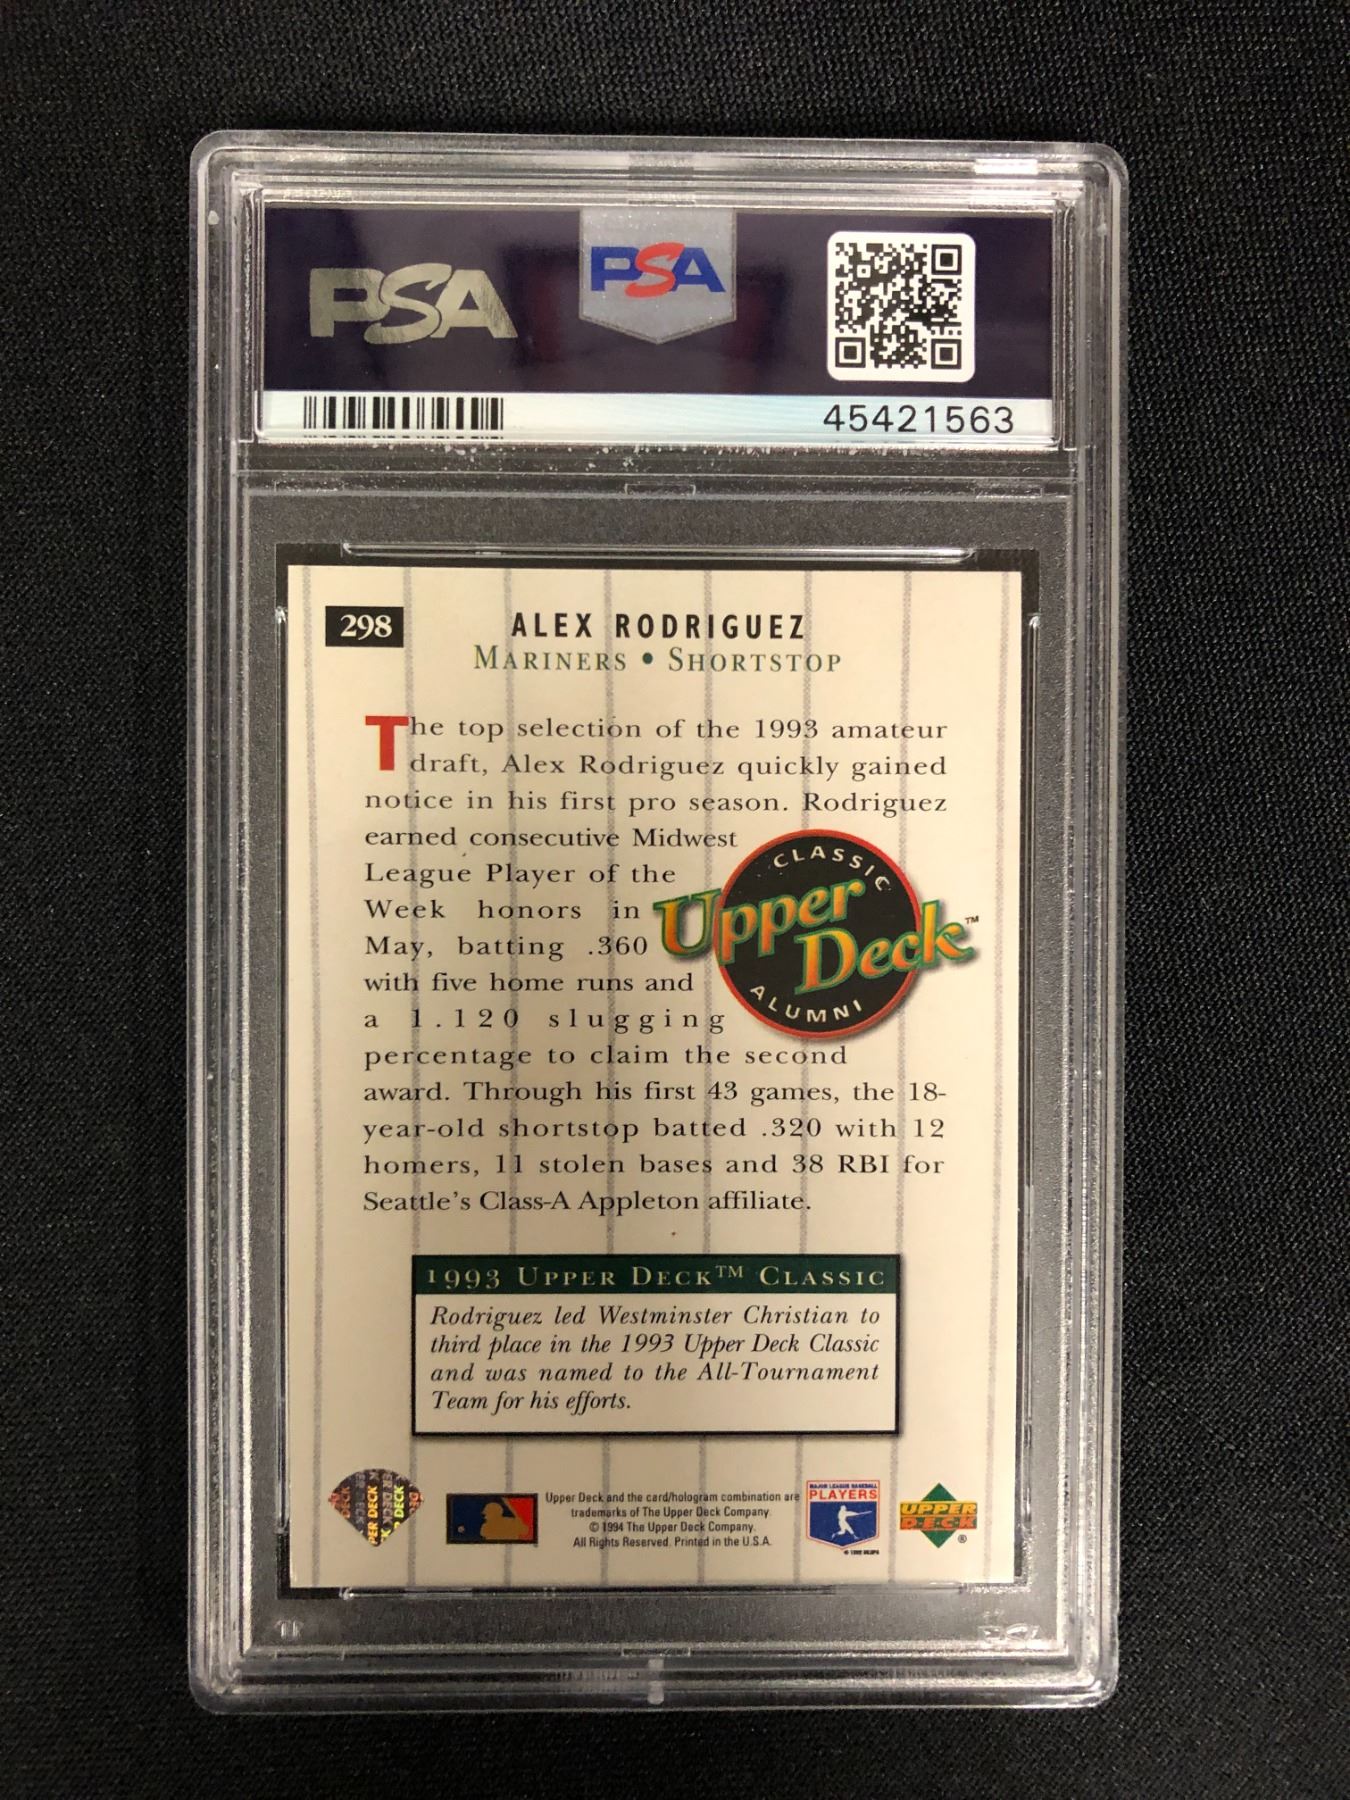 PSA
PSA
45421563
298
ALEX RODRIGUEZ
MARINERS • SHORTSTOP
The top selection of the 1993 amateur
draft, Alex Rodriguez quickly gained
notice in his first pro season. Rodriguez
earned consecutive Midwest
League Player of the
Week honors in
May, batting .360
with five home runs and
a 1.120 slugging
percentage to claim the second
award. Through his first 43 games, the 18-
year-old shortstop batted .320 with 12
homers, 11 stolen bases and 38 RBI for
Seattle's Class-A Appleton affiliate.
CLASSIC
Upper
Deck™
ALUMNI
1993 UPPER DECK™ CLASSIC
Rodriguez led Westminster Christian to
third place in the 1993 Upper Deck Classic
and was named to the All-Tournament
Team for his efforts.
DECK
PER DECK
DECK
Upper Deck and the card/hologram combination are
trademarks of The Upper Deck Company.
© 1994 The Upper Deck Company.
All Rights Reserved. Printed in the U.S.A.
MAJOR LEAGUE BASEBALL
PLAYERS
UPPER
DECK
®